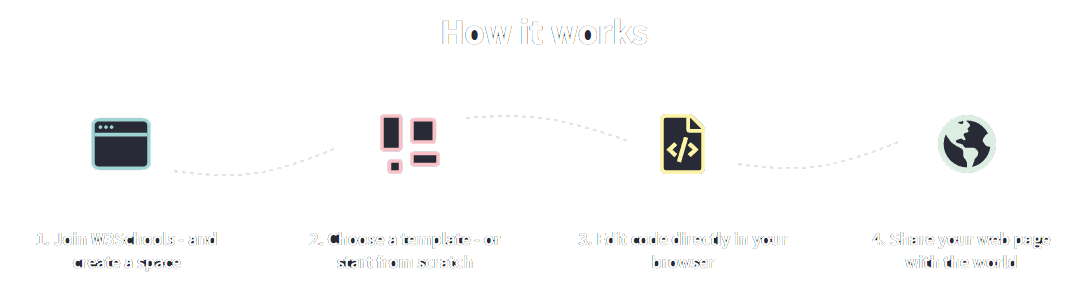 How it works
1. Join W3Schools - and
create a space
2. Choose a template - or
start from scratch
3. Edit code directly in your
browser
4. Share your web page
with the world